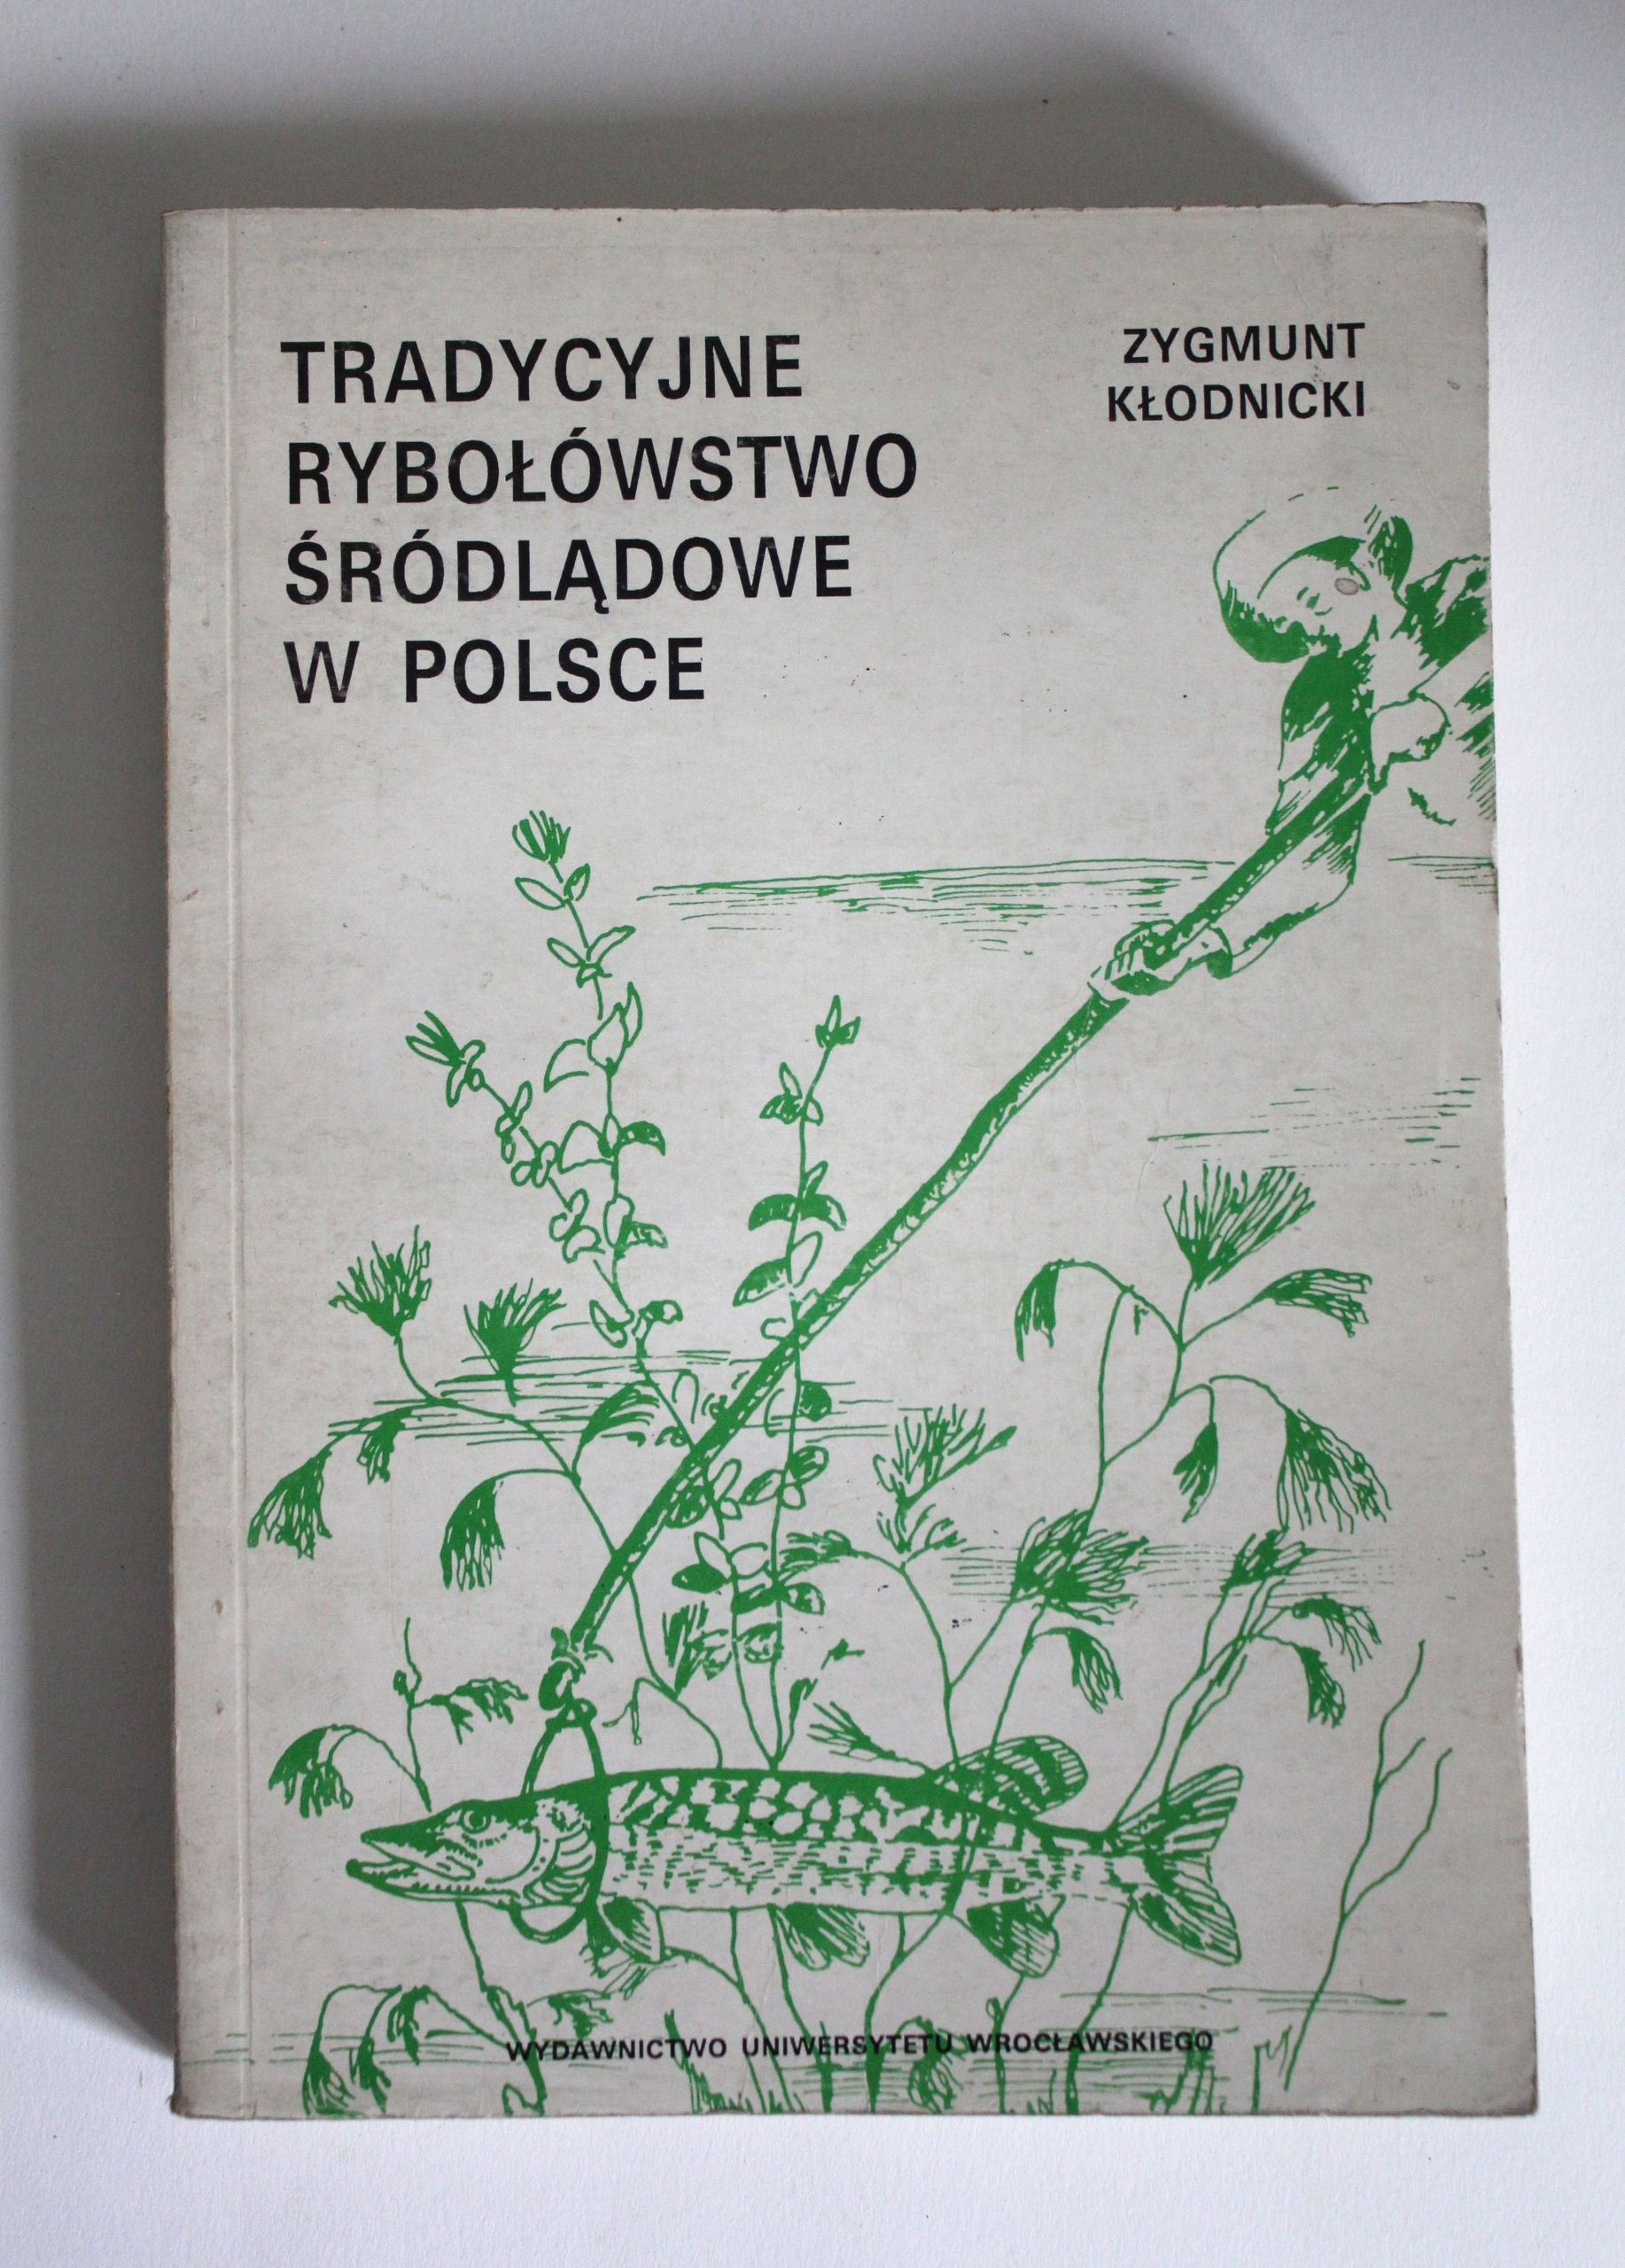 TRADYCYJNE
RYBOŁÓWSTWO
ŚRÓDLĄDOWE
W POLSCE
ZYGMUNT
KŁODNICKI
WYDAWNICTWO UNIWERSYTETU WROCŁAWSKIEGO